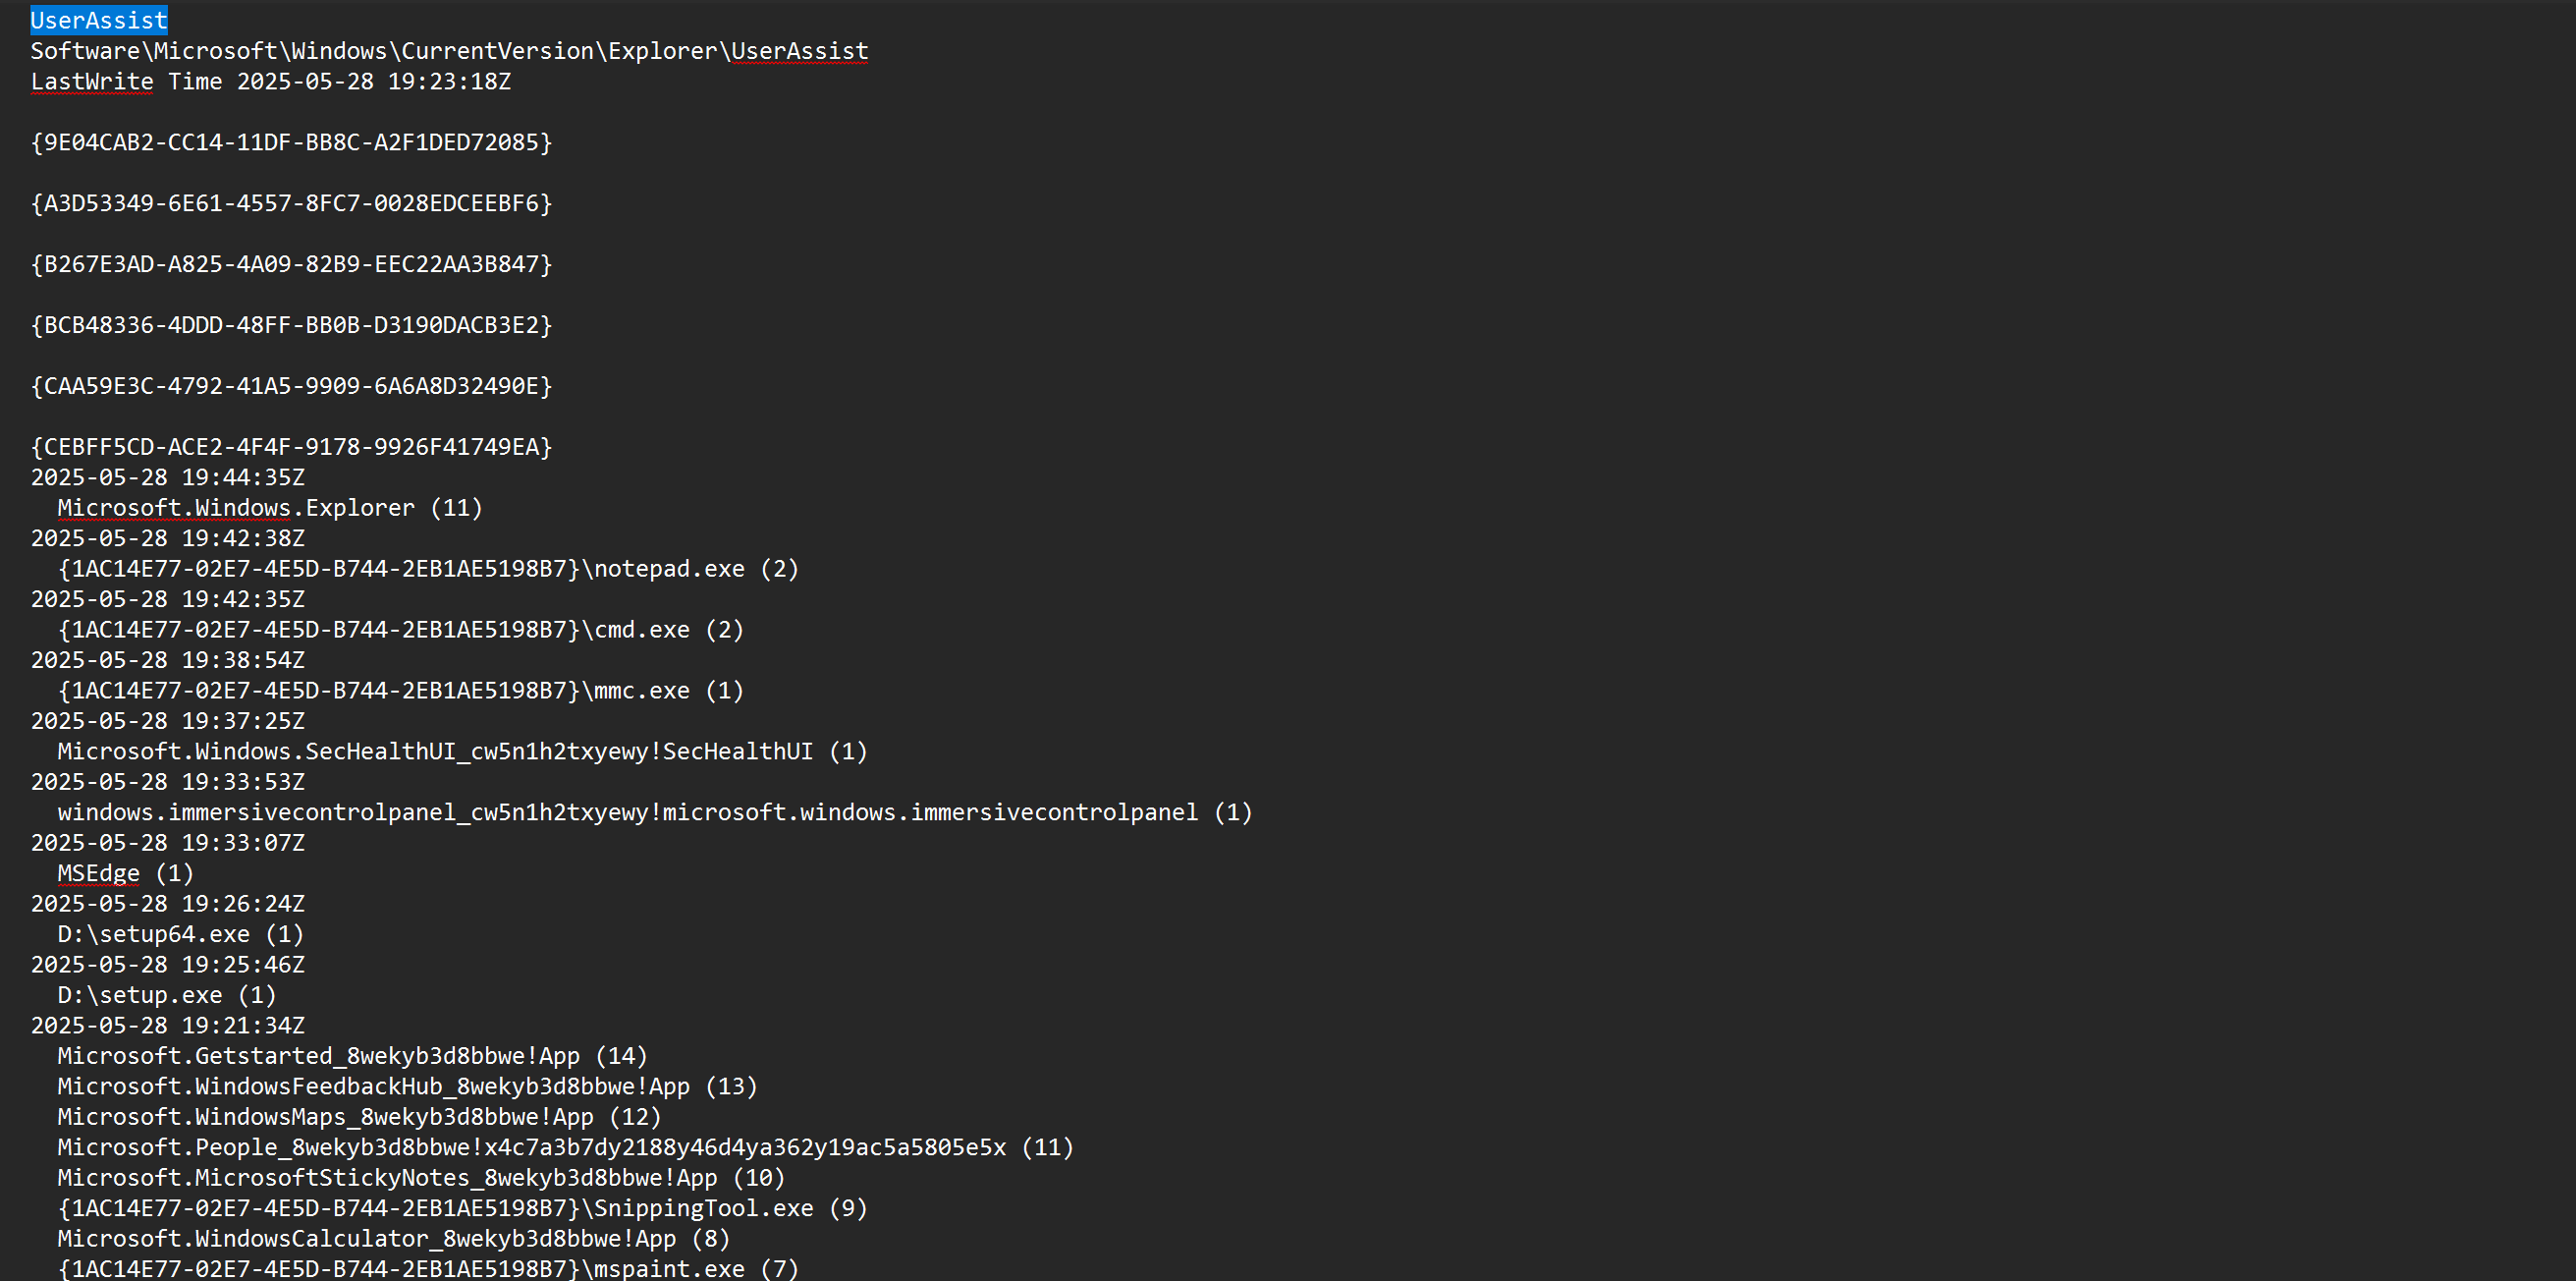 UserAssist
Software\Microsoft\Windows\CurrentVersion\Explorer\UserAssist
LastWrite Time 2025-05-28 19:23:18Z
{9E04CAB2-CC14-11DF-BB8C-A2F1DED72085}
{A3D53349-6E61-4557-8FC7-0028EDCEEBF6}
{B267E3AD-A825-4A09-82B9-EEC22AA3B847}
{BCB48336-4DDD-48FF-BB0B-D3190DACB3E2}
{CAA59E3C-4792-41A5-9909-6A6A8D32490E}
{CEBFF5CD-ACE2-4F4F-9178-9926F41749EA}
2025-05-28 19:44:35Z
Microsoft.Windows.Explorer (11)
2025-05-28 19:42:38Z
{1AC14E77-02E7-4E5D-B744-2EB1AE5198B7}\notepad.exe (2)
2025-05-28 19:42:35Z
{1AC14E77-02E7-4E5D-B744-2EB1AE5198B7}\cmd.exe (2)
2025-05-28 19:38:54Z
{1AC14E77-02E7-4E5D-B744-2EB1AE5198B7}\mmc.exe (1)
2025-05-28 19:37:25Z
Microsoft.Windows.SecHealthUI_cw5n1h2txyewy!SecHealthUI (1)
2025-05-28 19:33:53Z
windows.immersivecontrolpanel_cw5n1h2txyewy!microsoft.windows.immersivecontrolpanel (1)
2025-05-28 19:33:07Z
MSEdge (1)
2025-05-28 19:26:24Z
D:\setup64.exe (1)
2025-05-28 19:25:46Z
D:\setup.exe (1)
2025-05-28 19:21:34Z
Microsoft.Getstarted_8wekyb3d8bbwe!App (14)
Microsoft.WindowsFeedbackHub_8wekyb3d8bbwe!App (13)
Microsoft.WindowsMaps_8wekyb3d8bbwe!App (12)
Microsoft.People_8wekyb3d8bbwe!x4c7a3b7dy2188y46d4ya362y19ac5a5805e5x (11)
Microsoft.MicrosoftStickyNotes_8wekyb3d8bbwe!App (10)
{1AC14E77-02E7-4E5D-B744-2EB1AE5198B7}\SnippingTool.exe (9)
Microsoft.WindowsCalculator_8wekyb3d8bbwe!App (8)
{1AC14E77-02E7-4E5D-B744-2EB1AE5198B7}\mspaint.exe (7)